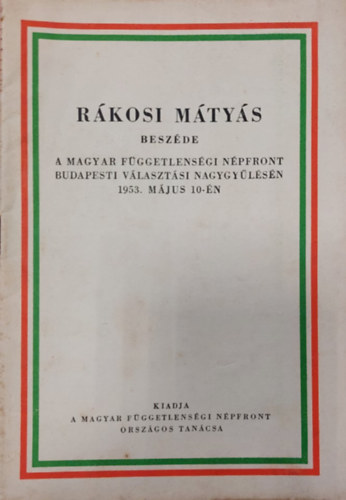 RÁKOSI MÁTYÁS
BESZÉDE
A MAGYAR FÜGGETLENSÉGI NÉPFRONT
BUDAPESTI VÁLASZTÁSI NAGYGYŰLÉSÉN
1953. MÁJUS 10-ÉN
KIADJA
A MAGYAR FÜGGETLENSÉGI NÉPFRONT
ORSZÁGOS TANÁCSA